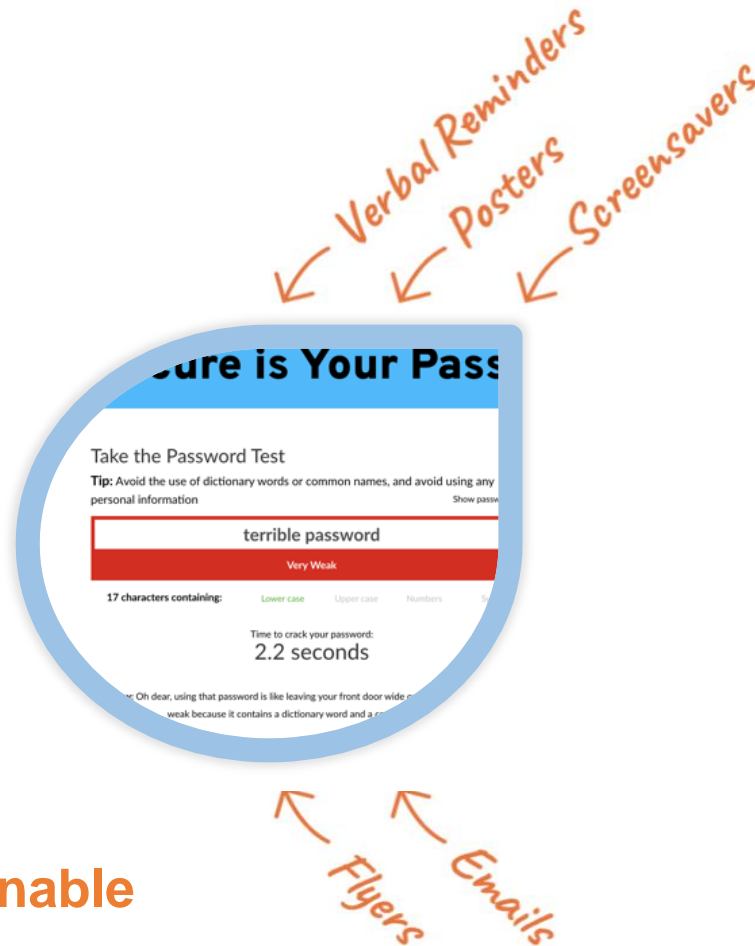 Verbal Reminders
Posters
Screensavers
ure is Your Pass
Take the Password Test
Tip: Avoid the use of dictionary words or common names, and avoid using any
personal information
Show passw
terrible password
Very Weak
17 characters containing:
Lower case
Upper case
Numbers
Time to crack your password:
2.2 seconds
Oh dear, using that password is like leaving your front door wide
weak because it contains a dictionary word and a
nable
Flyers
Emails